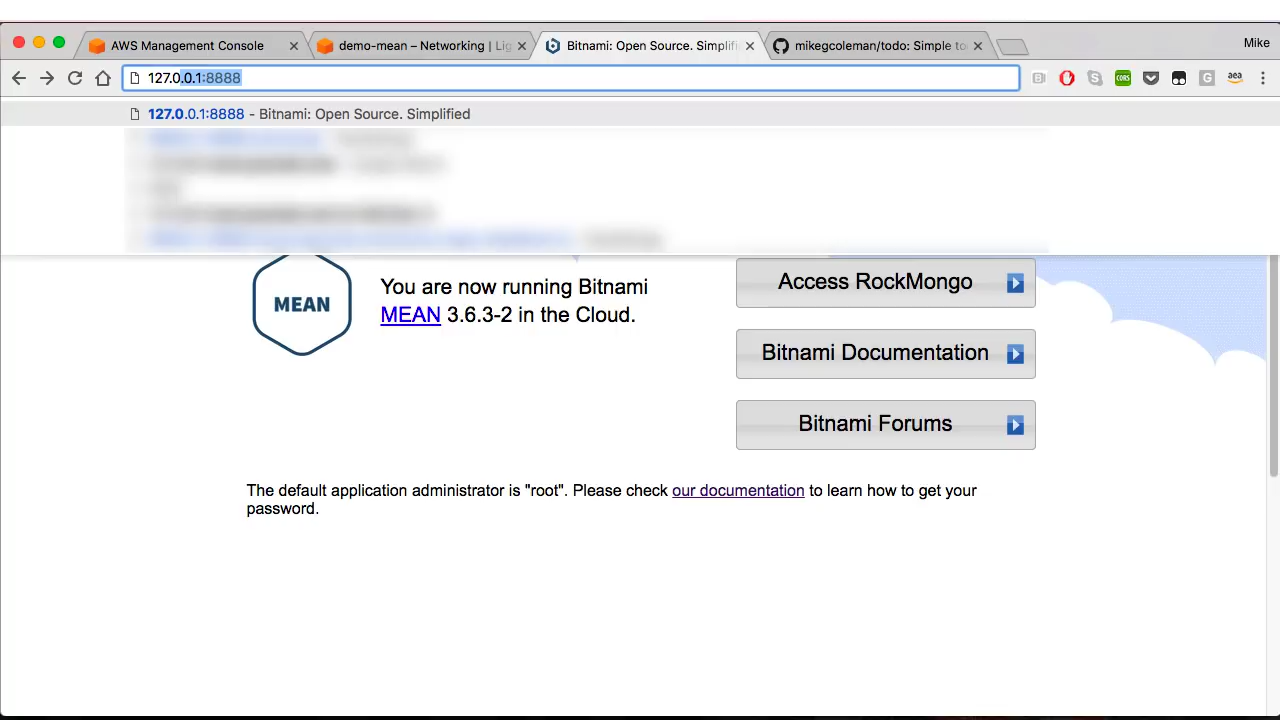 AWS Management Console
demo-mean – Networking | Lig
Bitnami: Open Source. Simplifi
mikegcoleman/todo: Simple to
Mike
127.0.0.1:8888
127.0.0.1:8888 - Bitnami: Open Source. Simplified
MEAN
You are now running Bitnami
MEAN 3.6.3-2 in the Cloud.
Access RockMongo
Bitnami Documentation
Bitnami Forums
The default application administrator is "root". Please check our documentation to learn how to get your
password.